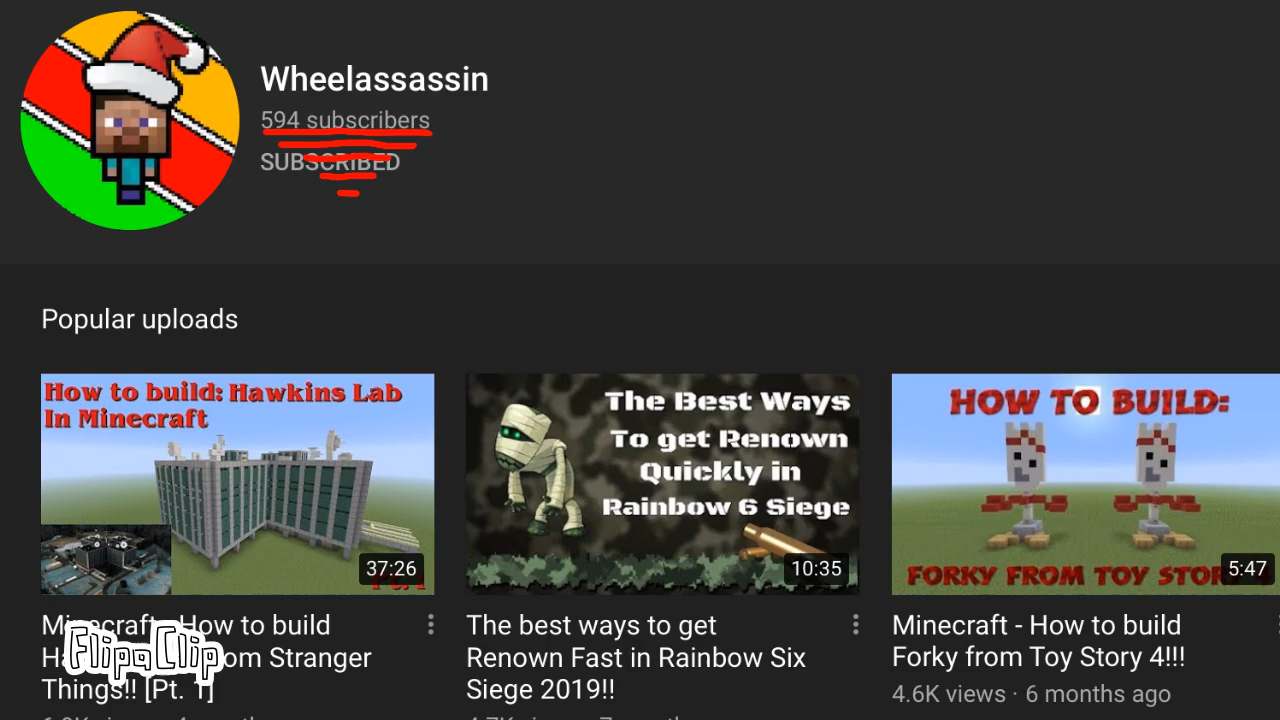 Wheelassassin
594 subscribers
SUBSCRIBED
Popular uploads
How to build: Hawkins Lab
In Minecraft
37:26
The Best Ways
To get Renown
Quickly in
Rainbow 6 Siege
10:35
HOW TO BUILD:
FORKY FROM TOY
5:47
Minecraft - How to build
from Stranger
Things!! [Pt. 1]
FlipaClip
The best ways to get
Renown Fast in Rainbow Six
Siege 2019!!
Minecraft - How to build
Forky from Toy Story 4!!!
4.6K views · 6 months ago